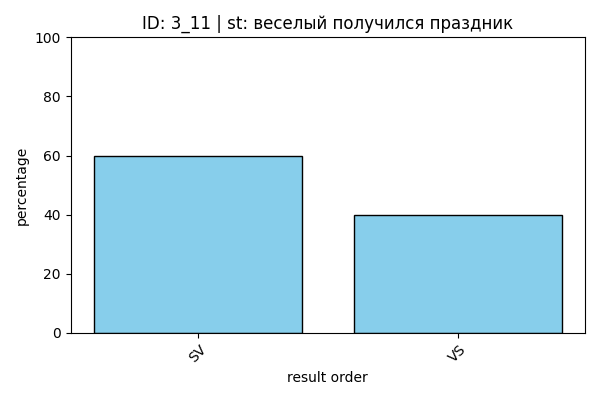 ID: 3_11 | st: веселый получился праздник
100
80
60
40
20
0
percentage
SV
VS
result order